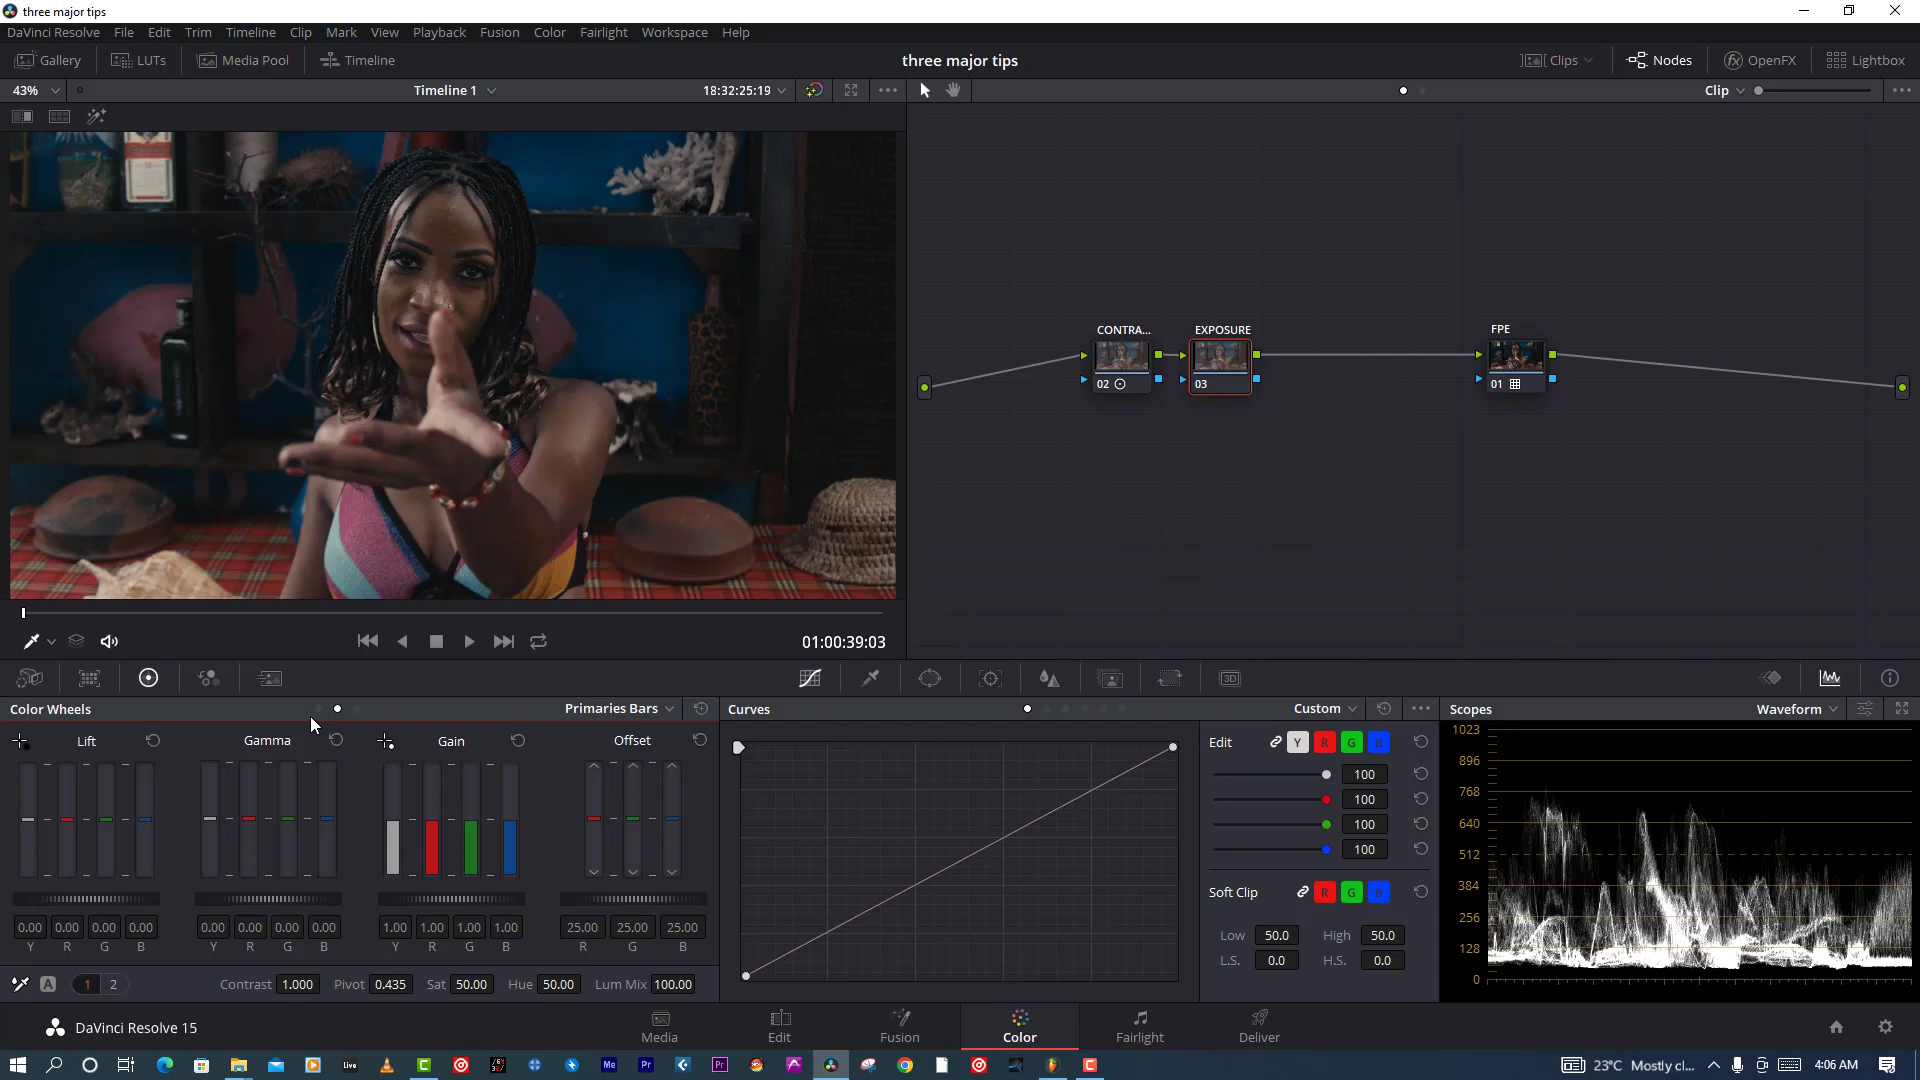 three major tips
DaVinci Resolve File Edit Trim Timeline Clip Mark View Playback Fusion Color Fairlight Workspace Help
Gallery LUTs Media Pool Timeline three major tips Clips Nodes OpenFX Lightbox
43% Timeline 1 18:32:25:19 Clip
CONTRA... EXPOSURE FPE
02 03 01
01:00:39:03
3D
Color Wheels Primaries Bars Curves Custom Scopes Waveform
Lift Gamma Gain Offset
Edit Y R G B
100
100
100
100
Soft Clip R G B
Low 50.0 High 50.0
L.S. 0.0 H.S. 0.0
1023
896
768
640
512
384
256
128
0
0.00 0.00 0.00 0.00 0.00 0.00 0.00 0.00 1.00 1.00 1.00 1.00 25.00 25.00 25.00
Y R G B Y R G B Y R G B R G B
A 1 2 Contrast 1.000 Pivot 0.435 Sat 50.00 Hue 50.00 Lum Mix 100.00
DaVinci Resolve 15 Media Edit Fusion Color Fairlight Deliver
Live Me Pr Pr 23°C Mostly cl... 4:06 AM